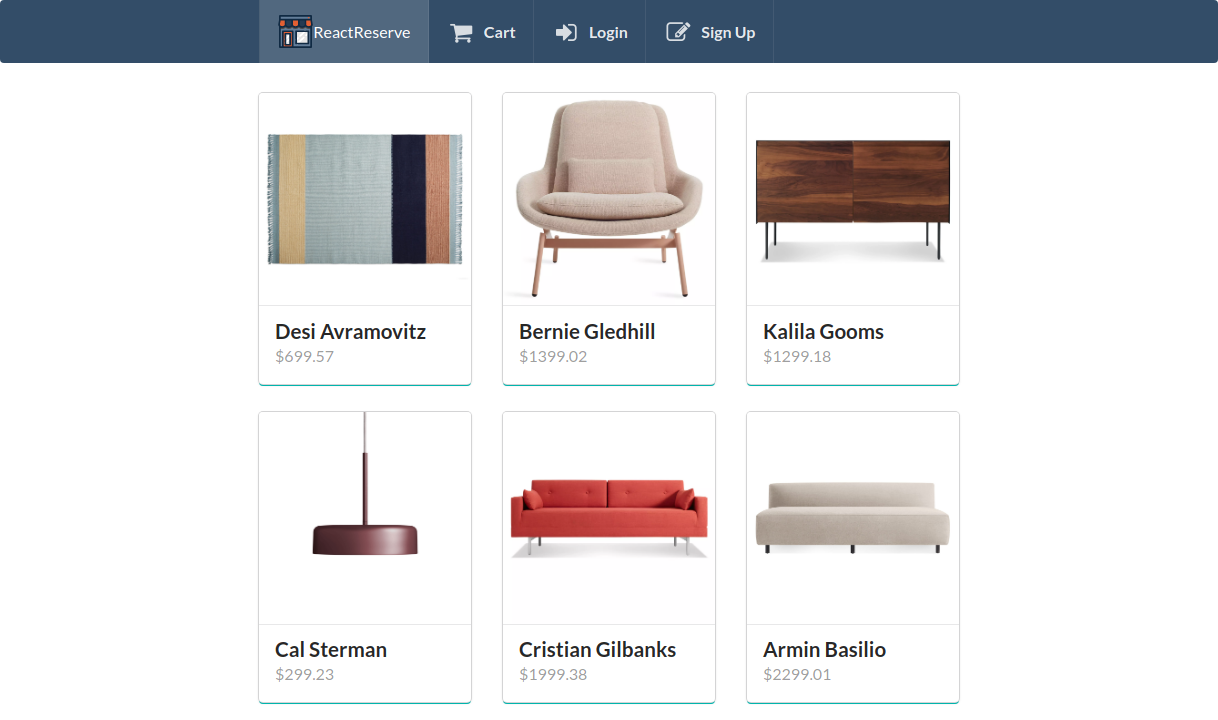 ReactReserve
Cart
Login
Sign Up
Desi Avramovitz
$699.57
Bernie Gledhill
$1399.02
Kalila Gooms
$1299.18
Cal Sterman
$299.23
Cristian Gilbanks
$1999.38
Armin Basilio
$2299.01